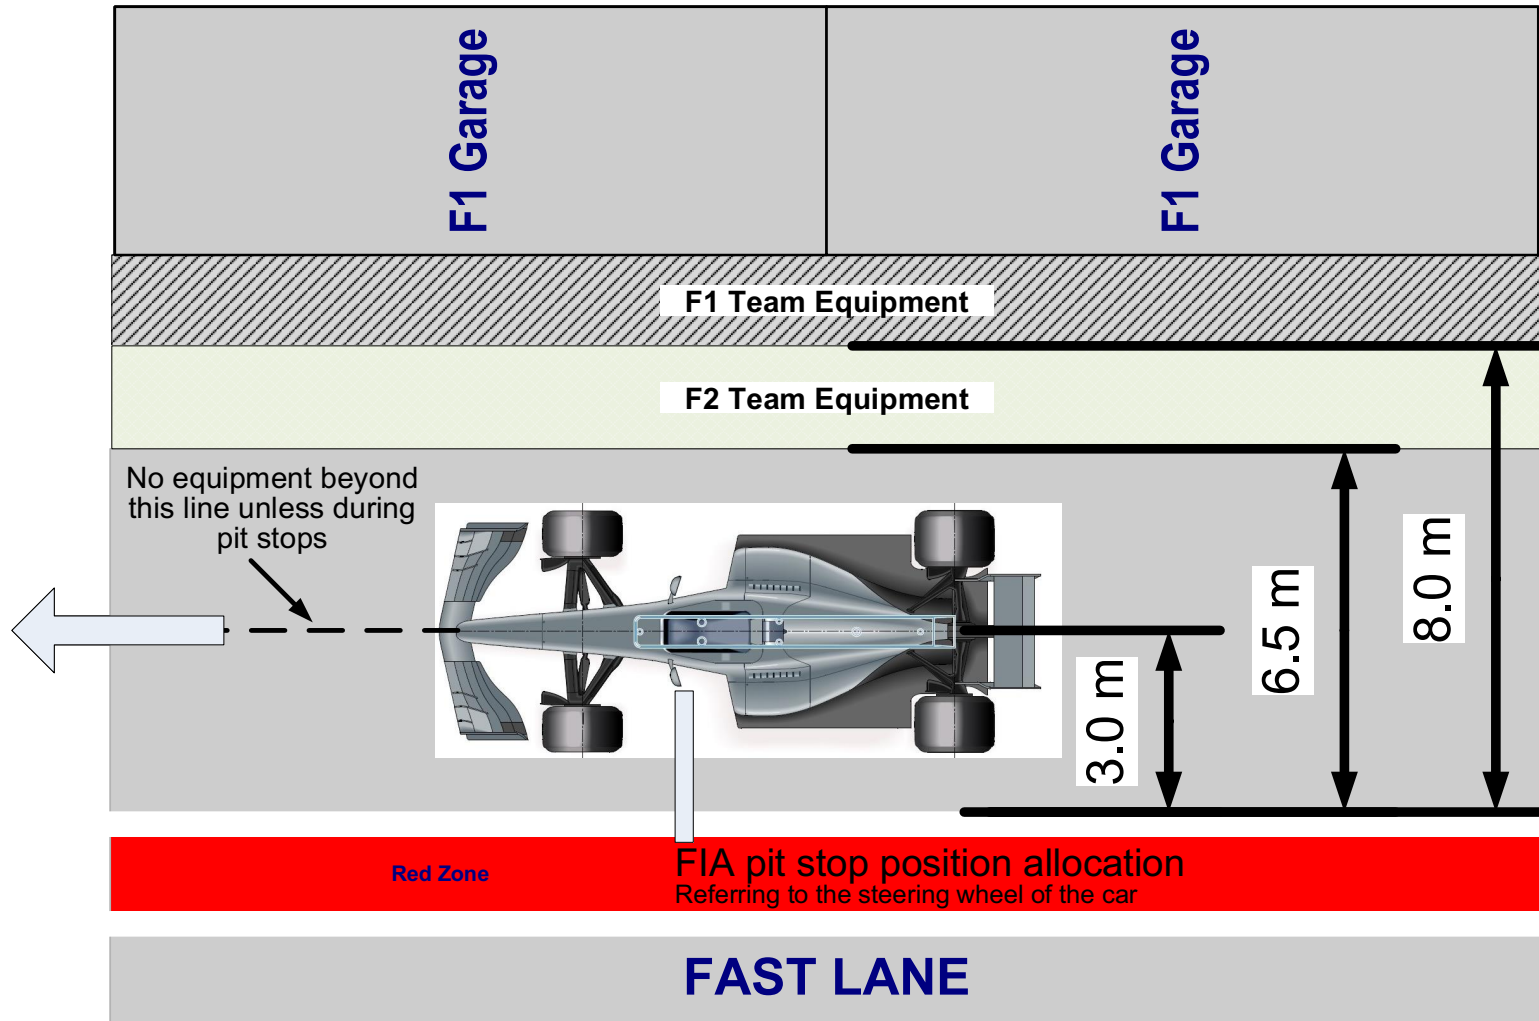 F1 Garage
F1 Garage
F1 Team Equipment
F2 Team Equipment
No equipment beyond
this line unless during
pit stops
3.0 m
6.5 m
8.0 m
Red Zone
FIA pit stop position allocation
Referring to the steering wheel of the car
FAST LANE